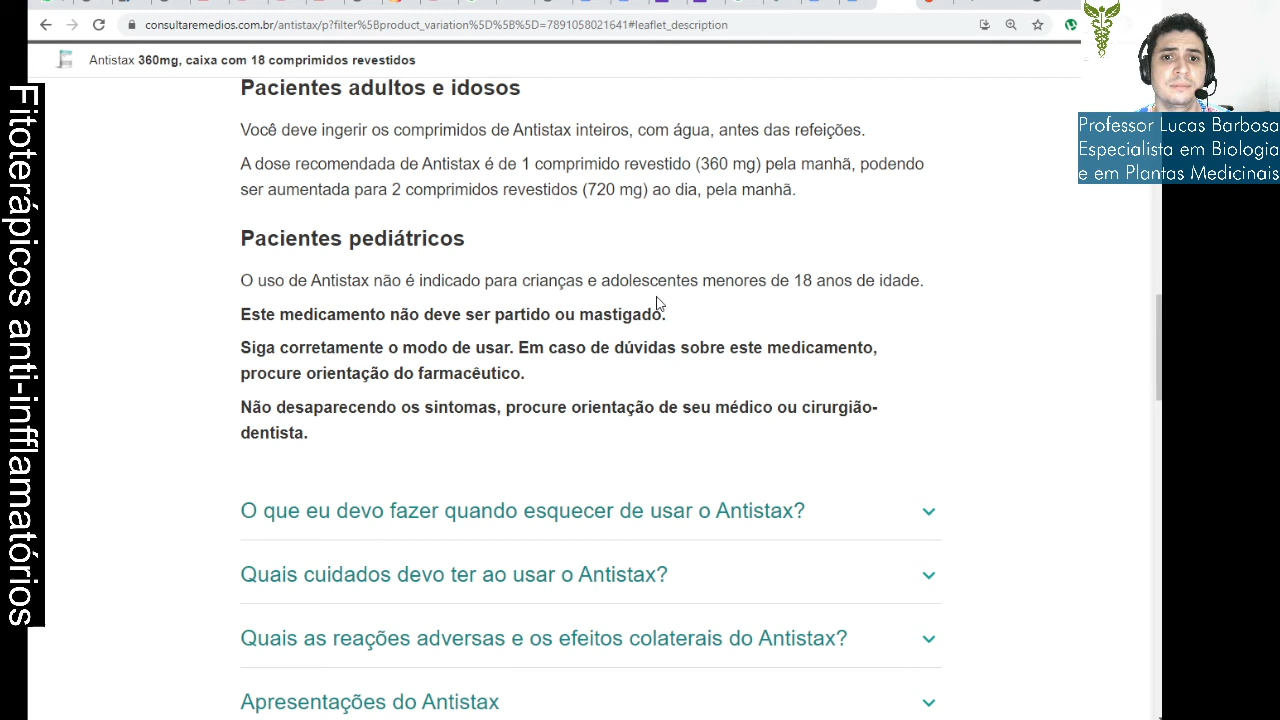 consultaremedios.com.br/antistax/p?filter%5Bproduct_variation%5D%5B%5D=7891058021641#leaflet_description
Antistax 360mg, caixa com 18 comprimidos revestidos
Pacientes adultos e idosos
Você deve ingerir os comprimidos de Antistax inteiros, com água, antes das refeições.
A dose recomendada de Antistax é de 1 comprimido revestido (360 mg) pela manhã, podendo
ser aumentada para 2 comprimidos revestidos (720 mg) ao dia, pela manhã.
Pacientes pediátricos
O uso de Antistax não é indicado para crianças e adolescentes menores de 18 anos de idade.
Este medicamento não deve ser partido ou mastigado.
Siga corretamente o modo de usar. Em caso de dúvidas sobre este medicamento,
procure orientação do farmacêutico.
Não desaparecendo os sintomas, procure orientação de seu médico ou cirurgião-
dentista.
O que eu devo fazer quando esquecer de usar o Antistax?
Quais cuidados devo ter ao usar o Antistax?
Quais as reações adversas e os efeitos colaterais do Antistax?
Apresentações do Antistax
Professor Lucas Barbosa
Especialista em Biologia
e em Plantas Medicinais
Fitoterápicos anti-infflamatórios